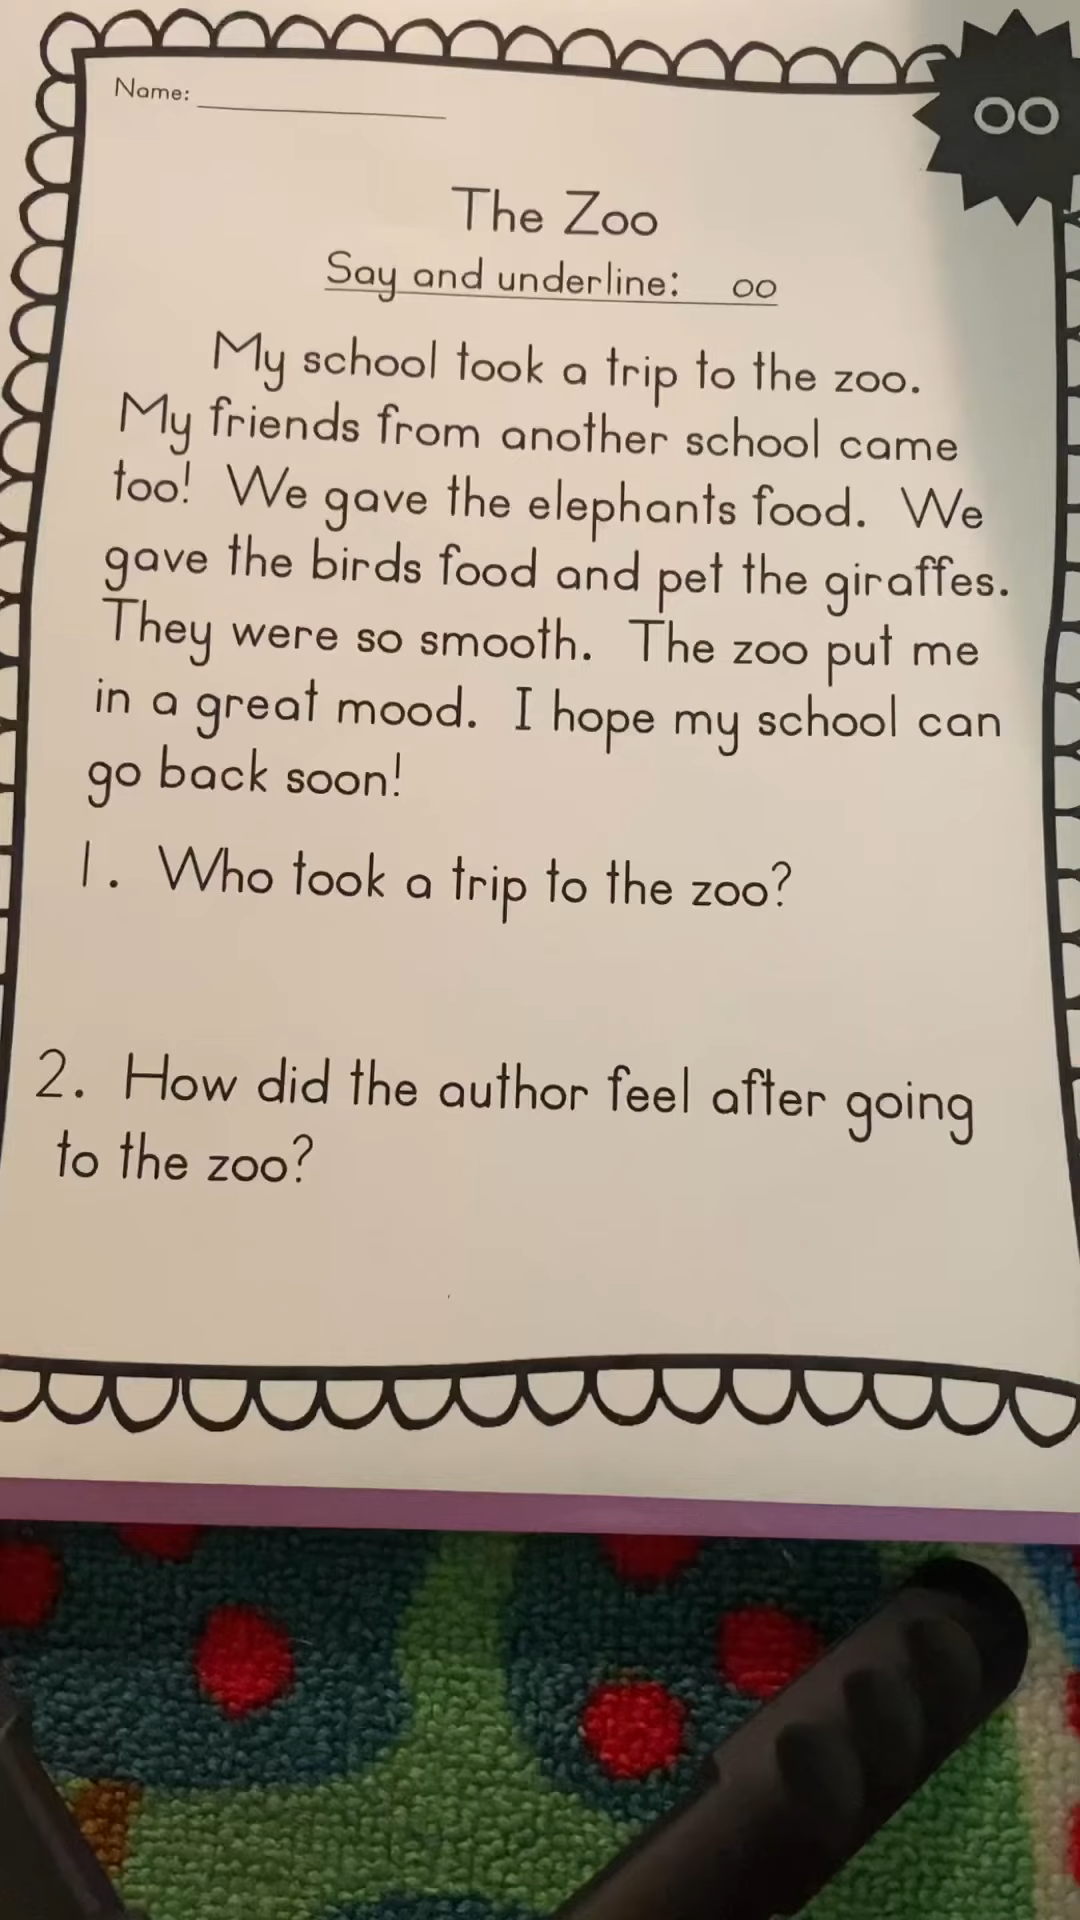 Name:
oo
The Zoo
Say and underline: oo
My school took a trip to the zoo.
My friends from another school came
too! We gave the elephants food. We
gave the birds food and pet the giraffes.
They were so smooth. The zoo put me
in a great mood. I hope my school can
go back soon!
1. Who took a trip to the zoo?
2. How did the author feel after going
to the zoo?